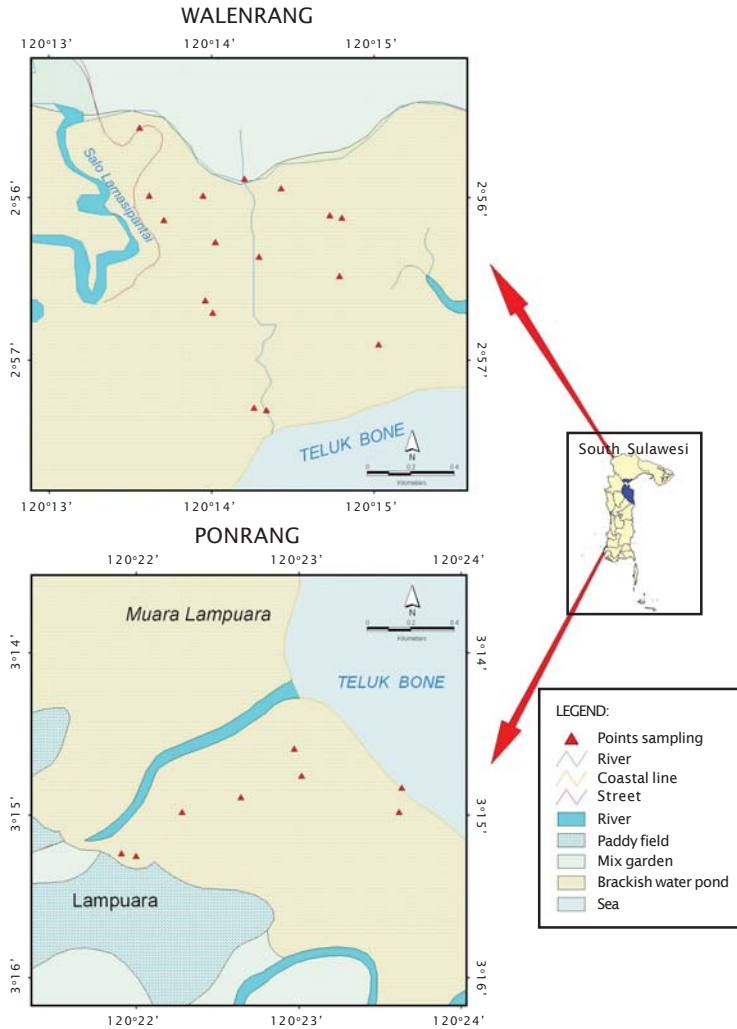 WALENRANG
120°13’ 120°14’ 120°15’
2°56’
2°56’
Salo Lamasipantai
2°57’
2°57’
TELUK BONE
N
0 0.2 0.4
Kilometers
120°13’ 120°14’ 120°15’
PONRANG
120°22’ 120°23’ 120°24’
Muara Lampuara
N
0 0.2 0.4
Kilometers
3°14’
3°14’
TELUK BONE
3°15’
3°15’
Lampuara
3°16’
3°16’
120°22’ 120°23’ 120°24’
South Sulawesi
LEGEND:
Points sampling
River
Coastal line
Street
River
Paddy field
Mix garden
Brackish water pond
Sea